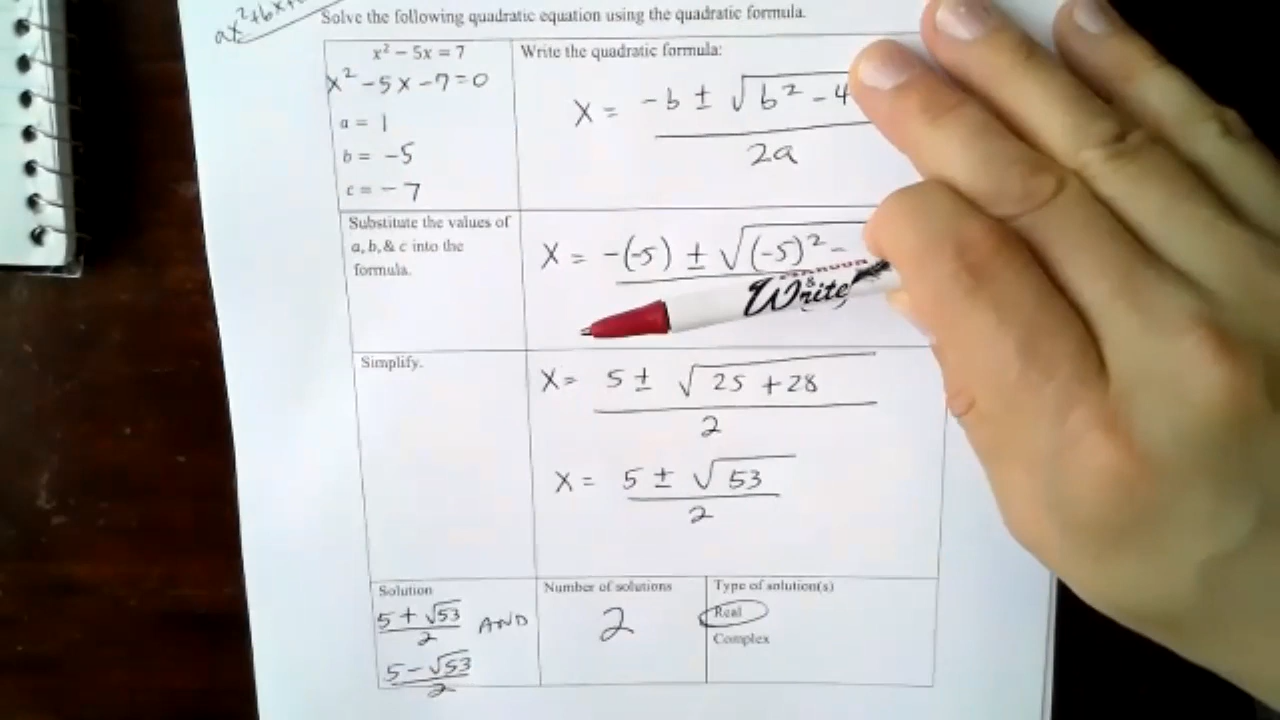 Solve the following quadratic equation using the quadratic formula.
x² – 5x = 7
x² - 5x - 7 = 0
a = 1
b = -5
c = -7
Write the quadratic formula:
X = -b ± √b² - 4
2a
Substitute the values of
a, b, & c into the
formula.
X = -(-5) ± √(-5)² -
&
Write
Simplify.
X = 5 ± √25 + 28
2
X = 5 ± √53
2
Solution
5 + √53
2
AND
5 - √53
2
Number of solutions
2
Type of solution(s)
Real
Complex